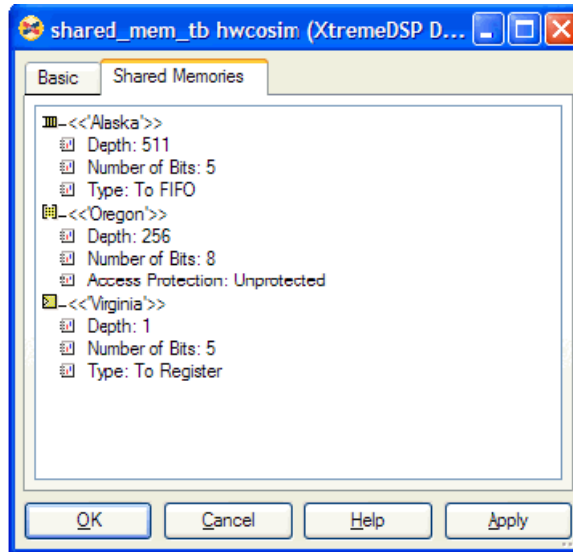 shared_mem_tb hwcosim (XtremeDSP D...
Basic
Shared Memories
<<'Alaska'>>
Depth: 511
Number of Bits: 5
Type: To FIFO
<<'Oregon'>>
Depth: 256
Number of Bits: 8
Access Protection: Unprotected
<<'Virginia'>>
Depth: 1
Number of Bits: 5
Type: To Register
OK
Cancel
Help
Apply